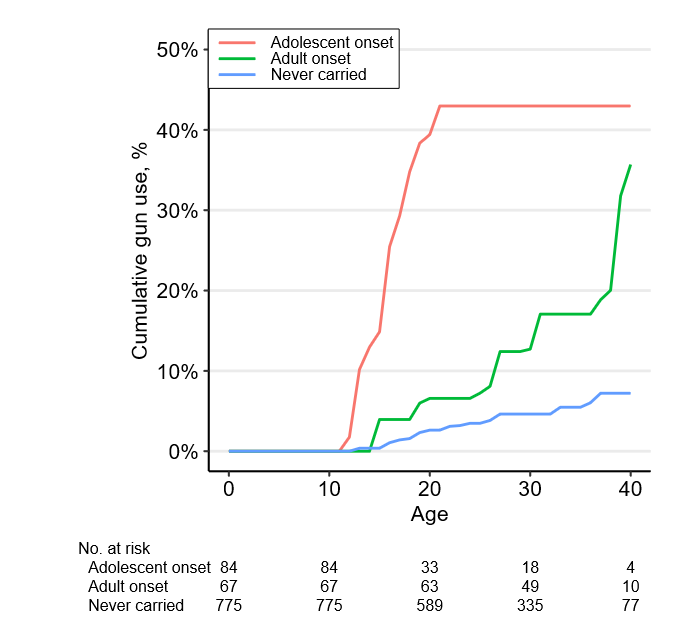 Adolescent onset
Adult onset
Never carried
50%
40%
30%
20%
10%
0%
Cumulative gun use, %
0 10 20 30 40
Age
No. at risk
Adolescent onset 84 84 33 18 4
Adult onset 67 67 63 49 10
Never carried 775 775 589 335 77